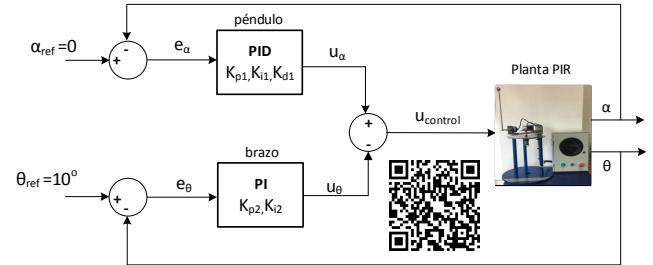 péndulo
α_ref=0
-
+
e_α
PID
K_p1,K_i1,K_d1
u_α
Planta PIR
+
-
u_control
α
θ
brazo
θ_ref=10°
+
-
e_θ
PI
K_p2,K_i2
u_θ